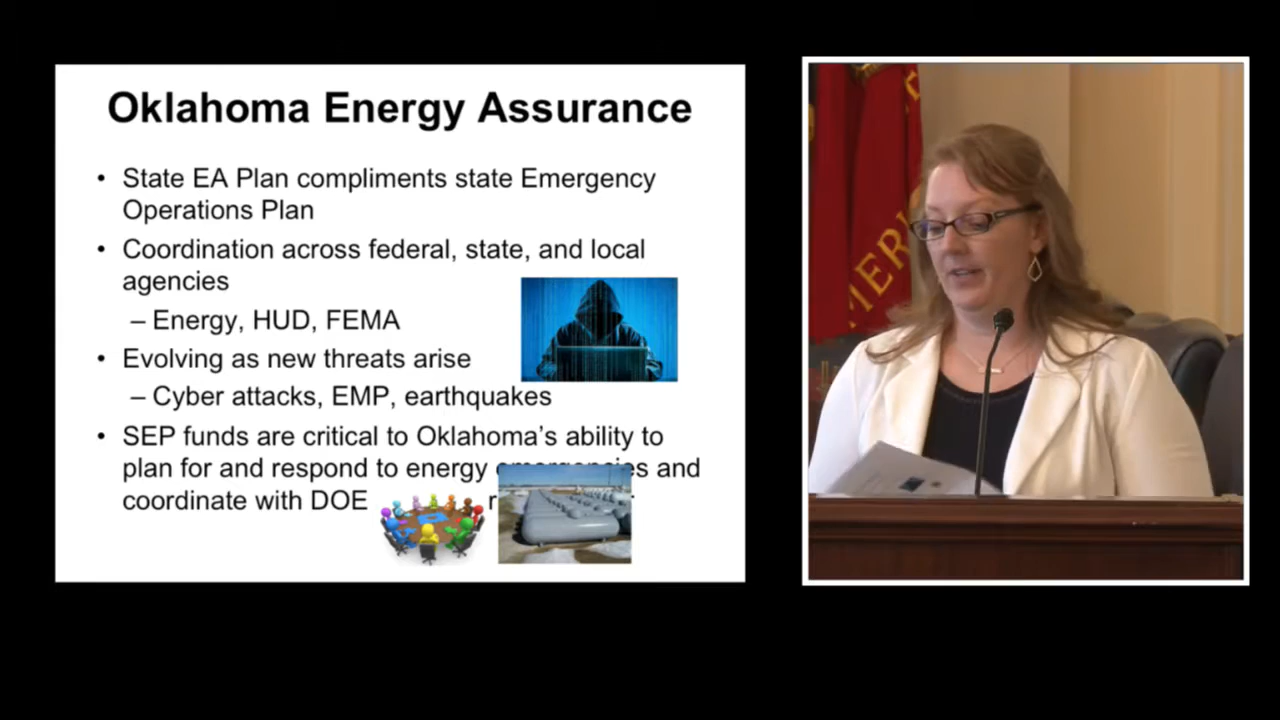 Oklahoma Energy Assurance
• State EA Plan compliments state Emergency
Operations Plan
• Coordination across federal, state, and local
agencies
– Energy, HUD, FEMA
• Evolving as new threats arise
– Cyber attacks, EMP, earthquakes
• SEP funds are critical to Oklahoma's ability to
plan for and respond to energy emergencies and
coordinate with DOE
MERI